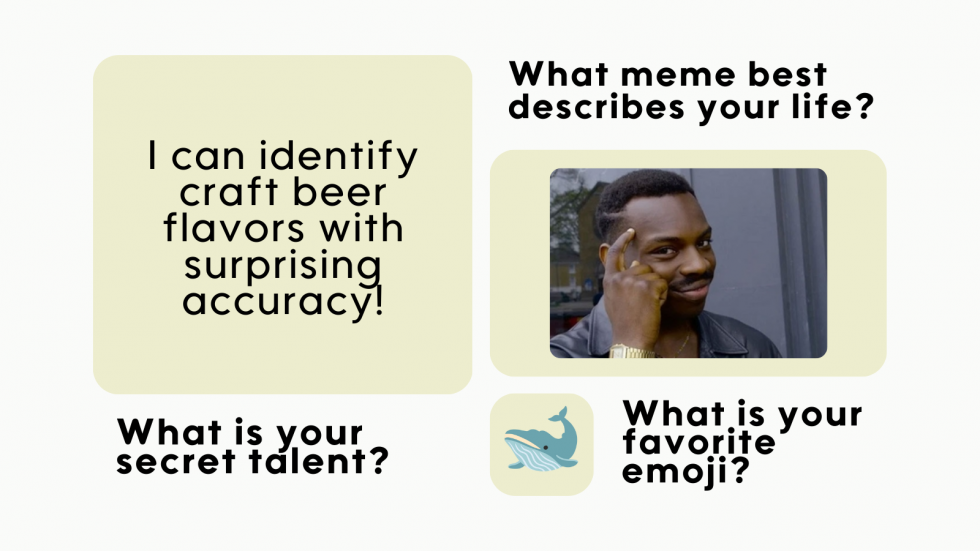 I can identify
craft beer
flavors with
surprising
accuracy!
What is your
secret talent?
What meme best
describes your life?
What is your
favorite
emoji?